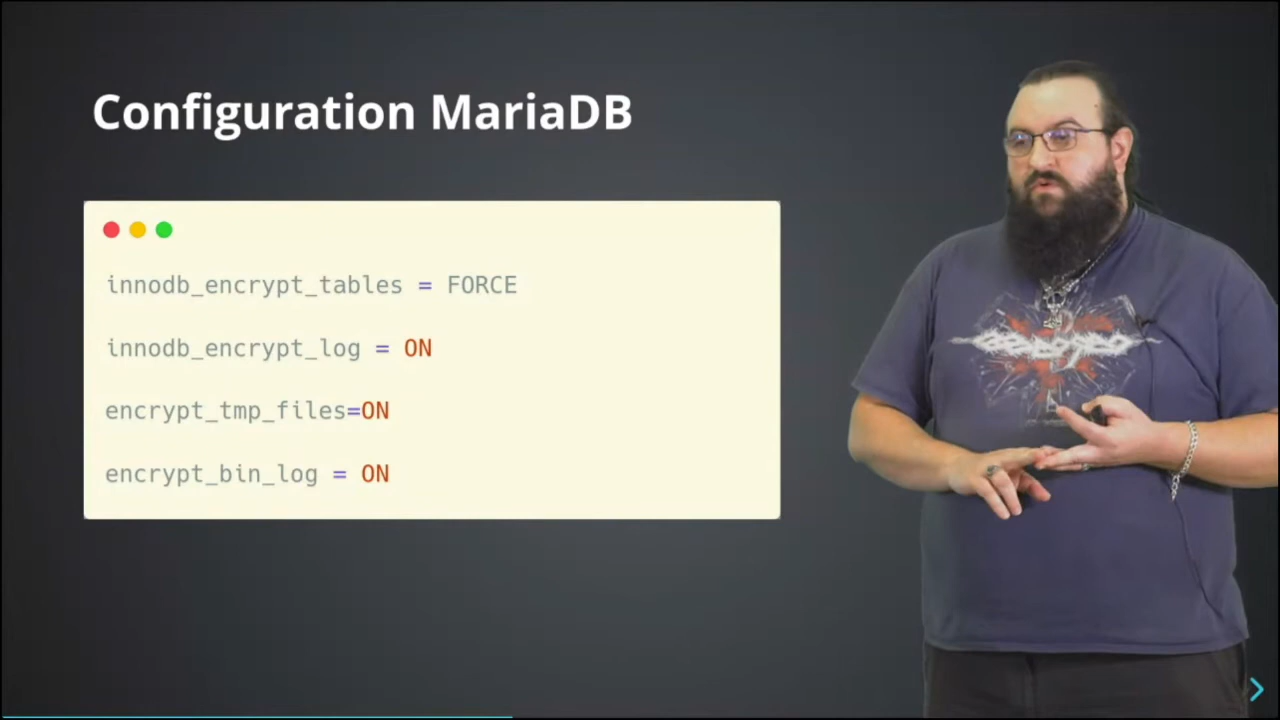 Configuration MariaDB
innodb_encrypt_tables = FORCE
innodb_encrypt_log = ON
encrypt_tmp_files=ON
encrypt_bin_log = ON